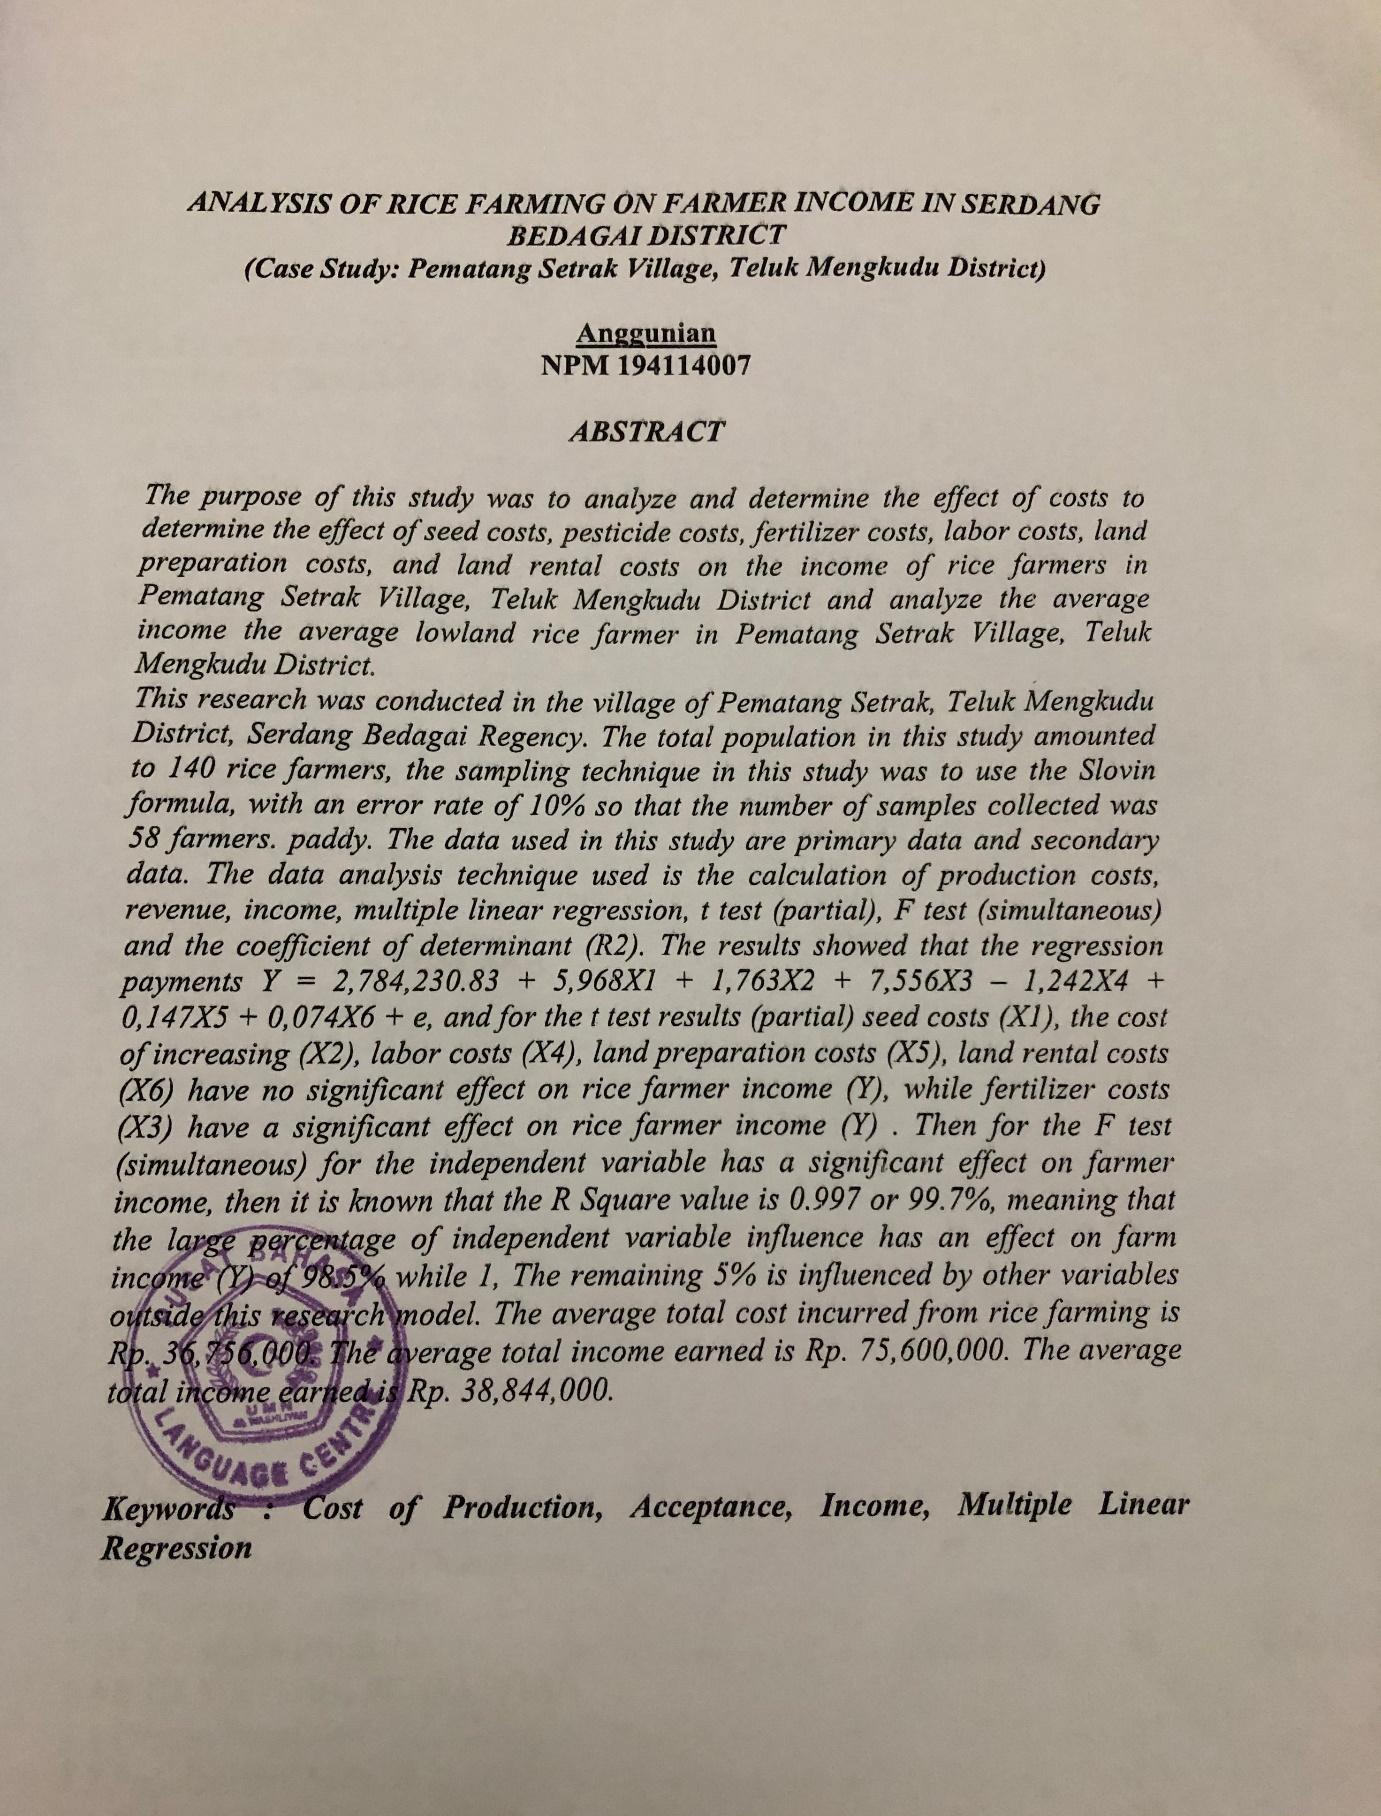 ANALYSIS OF RICE FARMING ON FARMER INCOME IN SERDANG
BEDAGAI DISTRICT
(Case Study: Pematang Setrak Village, Teluk Mengkudu District)
Anggunian
NPM 194114007
ABSTRACT
The purpose of this study was to analyze and determine the effect of costs to
determine the effect of seed costs, pesticide costs, fertilizer costs, labor costs, land
preparation costs, and land rental costs on the income of rice farmers in
Pematang Setrak Village, Teluk Mengkudu District and analyze the average
income the average lowland rice farmer in Pematang Setrak Village, Teluk
Mengkudu District.
This research was conducted in the village of Pematang Setrak, Teluk Mengkudu
District, Serdang Bedagai Regency. The total population in this study amounted
to 140 rice farmers, the sampling technique in this study was to use the Slovin
formula, with an error rate of 10% so that the number of samples collected was
58 farmers. paddy. The data used in this study are primary data and secondary
data. The data analysis technique used is the calculation of production costs,
revenue, income, multiple linear regression, t test (partial), F test (simultaneous)
and the coefficient of determinant (R2). The results showed that the regression
payments Y = 2,784,230.83 + 5,968X1 + 1,763X2 + 7,556X3 – 1,242X4 +
0,147X5 + 0,074X6 + e, and for the t test results (partial) seed costs (X1), the cost
of increasing (X2), labor costs (X4), land preparation costs (X5), land rental costs
(X6) have no significant effect on rice farmer income (Y), while fertilizer costs
(X3) have a significant effect on rice farmer income (Y) . Then for the F test
(simultaneous) for the independent variable has a significant effect on farmer
income, then it is known that the R Square value is 0.997 or 99.7%, meaning that
the large percentage of independent variable influence has an effect on farm
income (Y) of 98.5% while 1, The remaining 5% is influenced by other variables
outside this research model. The average total cost incurred from rice farming is
Rp. 36,756,000. The average total income earned is Rp. 75,600,000. The average
total income earned is Rp. 38,844,000.
PUSAT BAHASA
UMN
AL WASHLIYAH
LANGUAGE CENTRE
Keywords : Cost of Production, Acceptance, Income, Multiple Linear
Regression